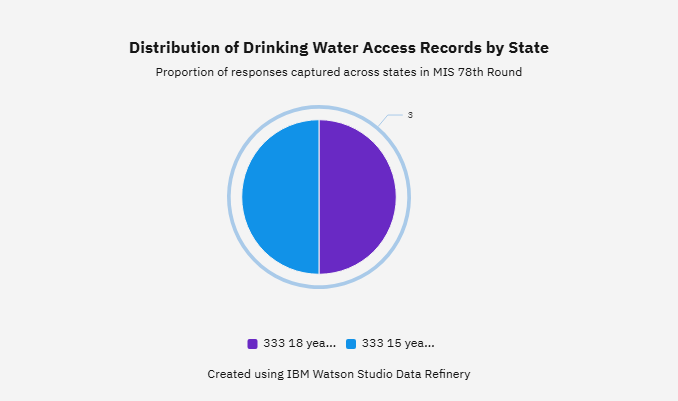 Distribution of Drinking Water Access Records by State
Proportion of responses captured across states in MIS 78th Round
3
333 18 yea... 333 15 yea...
Created using IBM Watson Studio Data Refinery